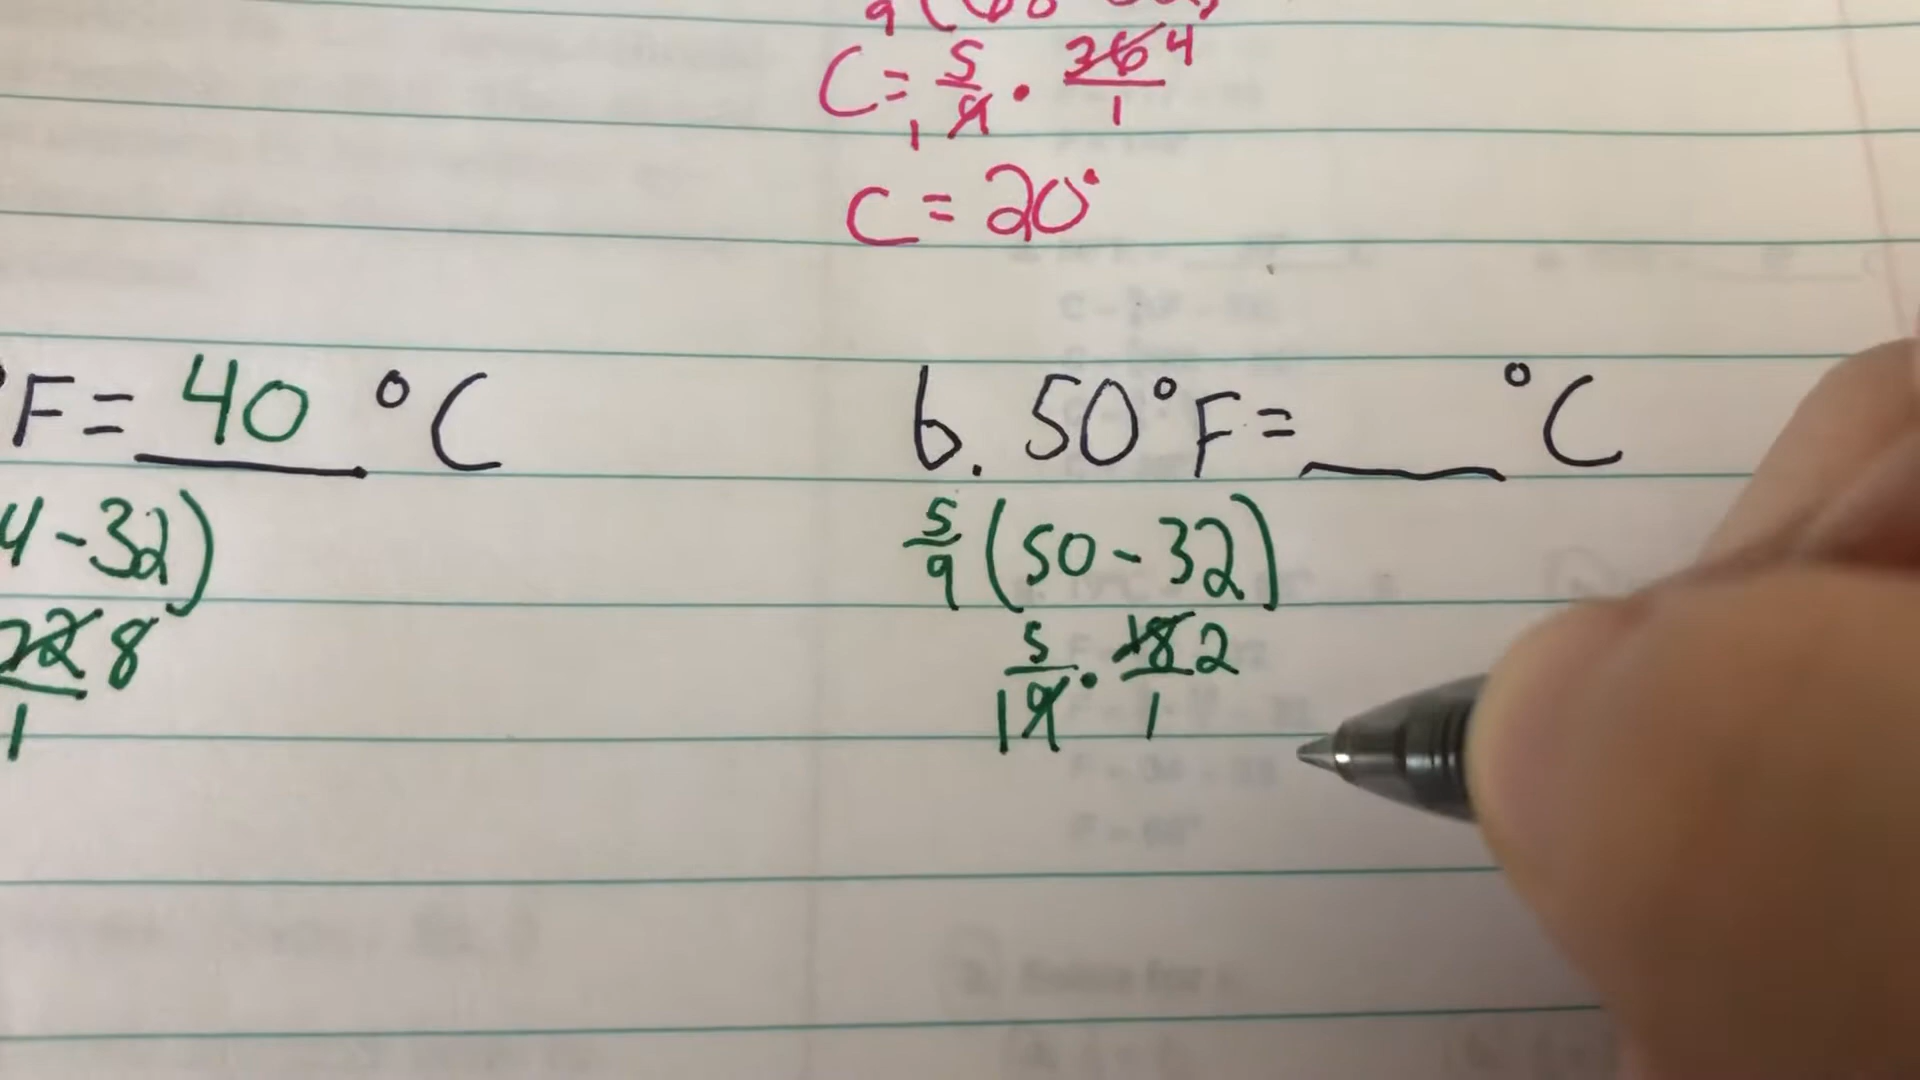 C = 5/9 · 36 4/1
1
C = 20°
F = 40 °C
4 - 32)
8
1
6. 50°F = ___ °C
5/9 (50 - 32)
5/9 · 18 2/1
1